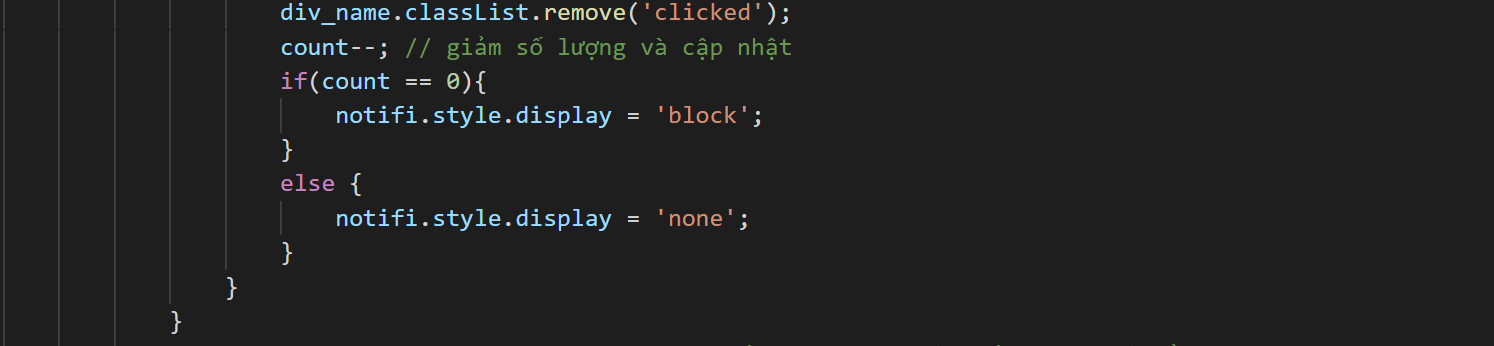 div_name.classList.remove('clicked');
count--; // giảm số lượng và cập nhật
if(count == 0){
notifi.style.display = 'block';
}
else {
notifi.style.display = 'none';
}
}
}